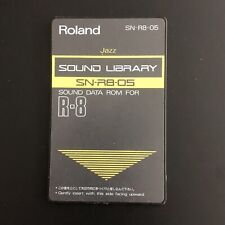 Roland
SN-R8-05
Jazz
SOUND LIBRARY
SN-R8-05
SOUND DATA ROM FOR
R-8
• Gently insert with this side facing upward.